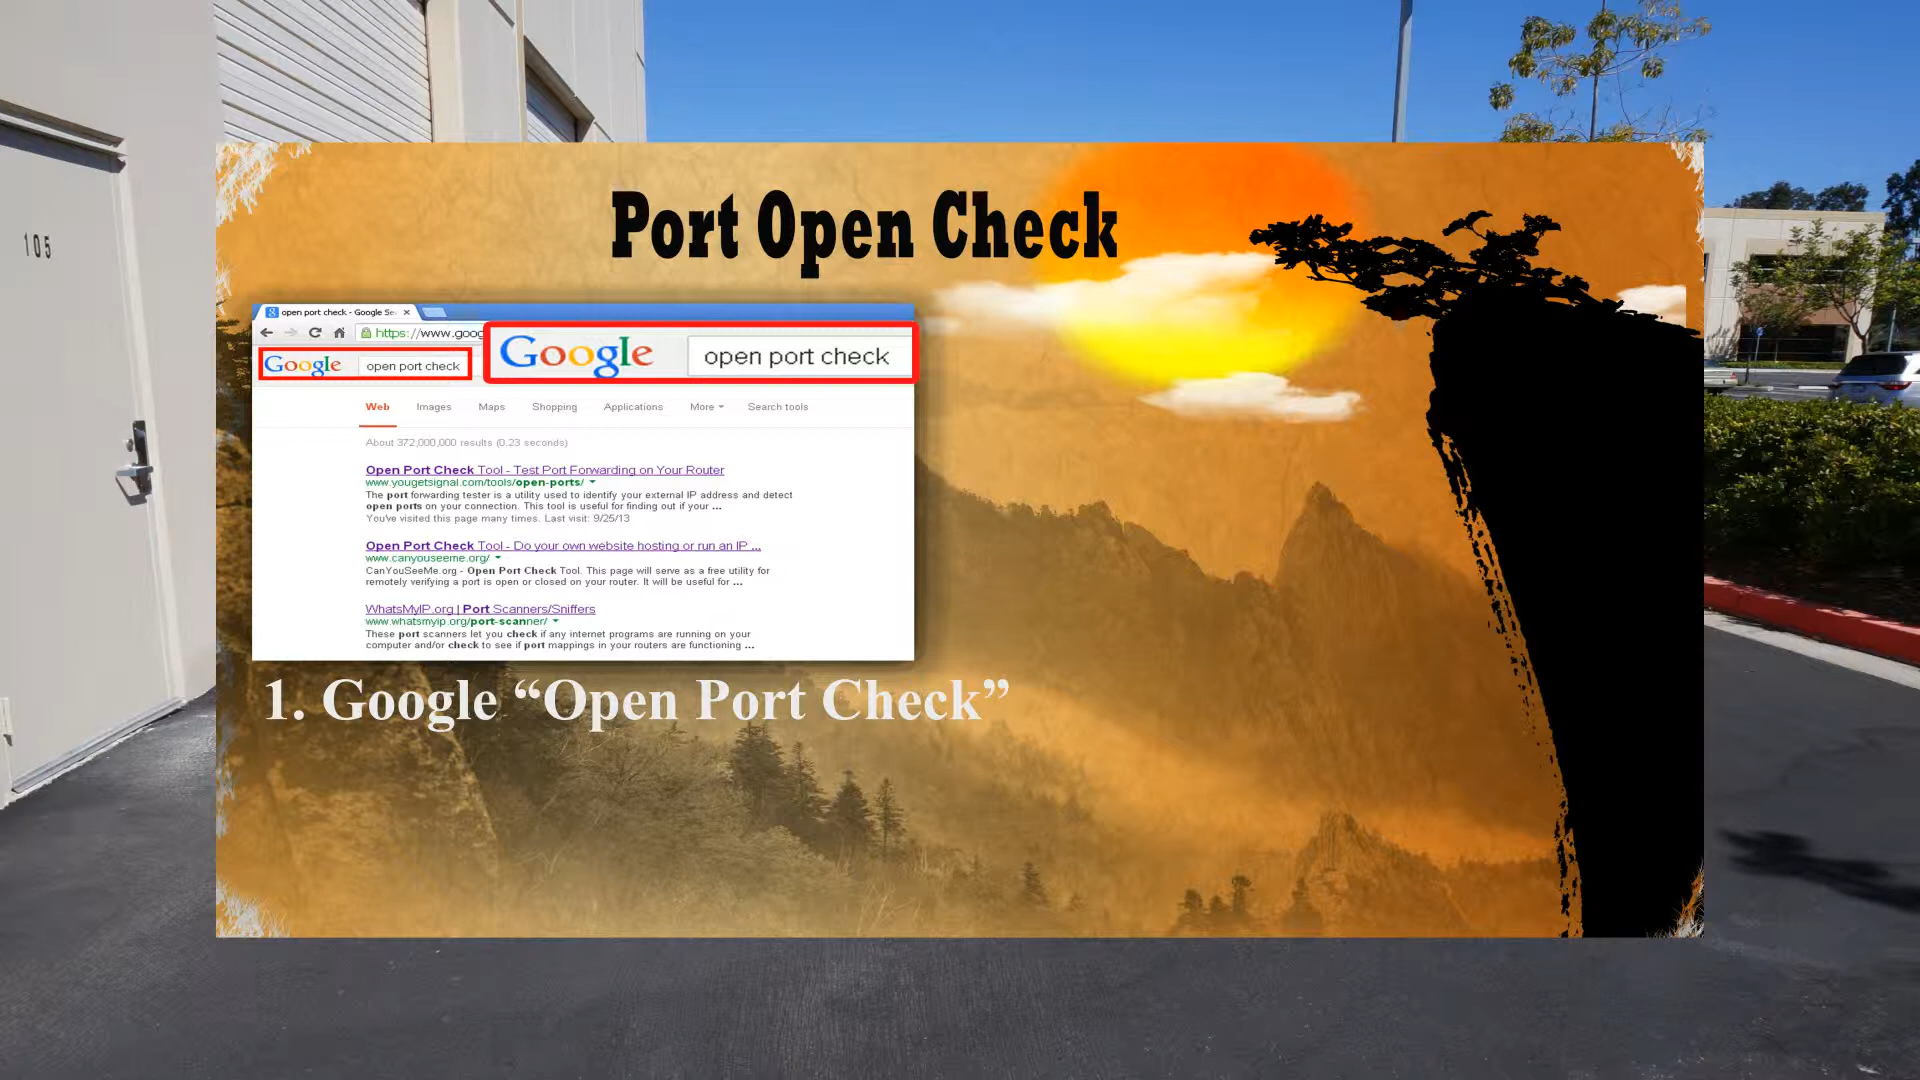 105
Port Open Check
open port check - Google Se
https://www.goog
Google open port check
Google open port check
Web Images Maps Shopping Applications More Search tools
About 372,000,000 results (0.23 seconds)
Open Port Check Tool - Test Port Forwarding on Your Router
www.yougetsignal.com/tools/open-ports/
The port forwarding tester is a utility used to identify your external IP address and detect
open ports on your connection. This tool is useful for finding out if your ...
You've visited this page many times. Last visit: 9/25/13
Open Port Check Tool - Do your own website hosting or run an IP ...
www.canyouseeme.org/
CanYouSeeMe.org - Open Port Check Tool. This page will serve as a free utility for
remotely verifying a port is open or closed on your router. It will be useful for ...
WhatsMyIP.org | Port Scanners/Sniffers
www.whatsmyip.org/port-scanner/
These port scanners let you check if any internet programs are running on your
computer and/or check to see if port mappings in your routers are functioning ...
1. Google “Open Port Check”